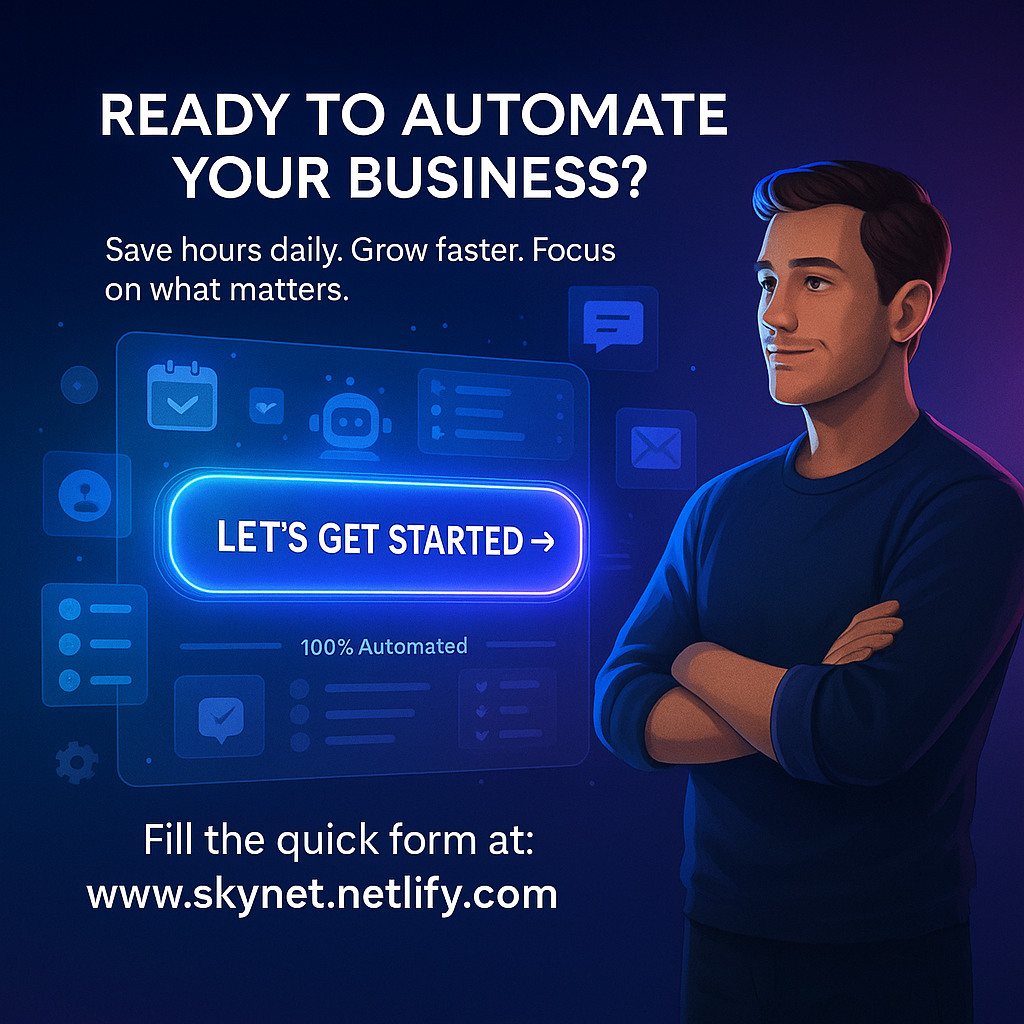 READY TO AUTOMATE
YOUR BUSINESS?
Save hours daily. Grow faster. Focus
on what matters.
LET'S GET STARTED →
100% Automated
Fill the quick form at:
www.skynet.netlify.com